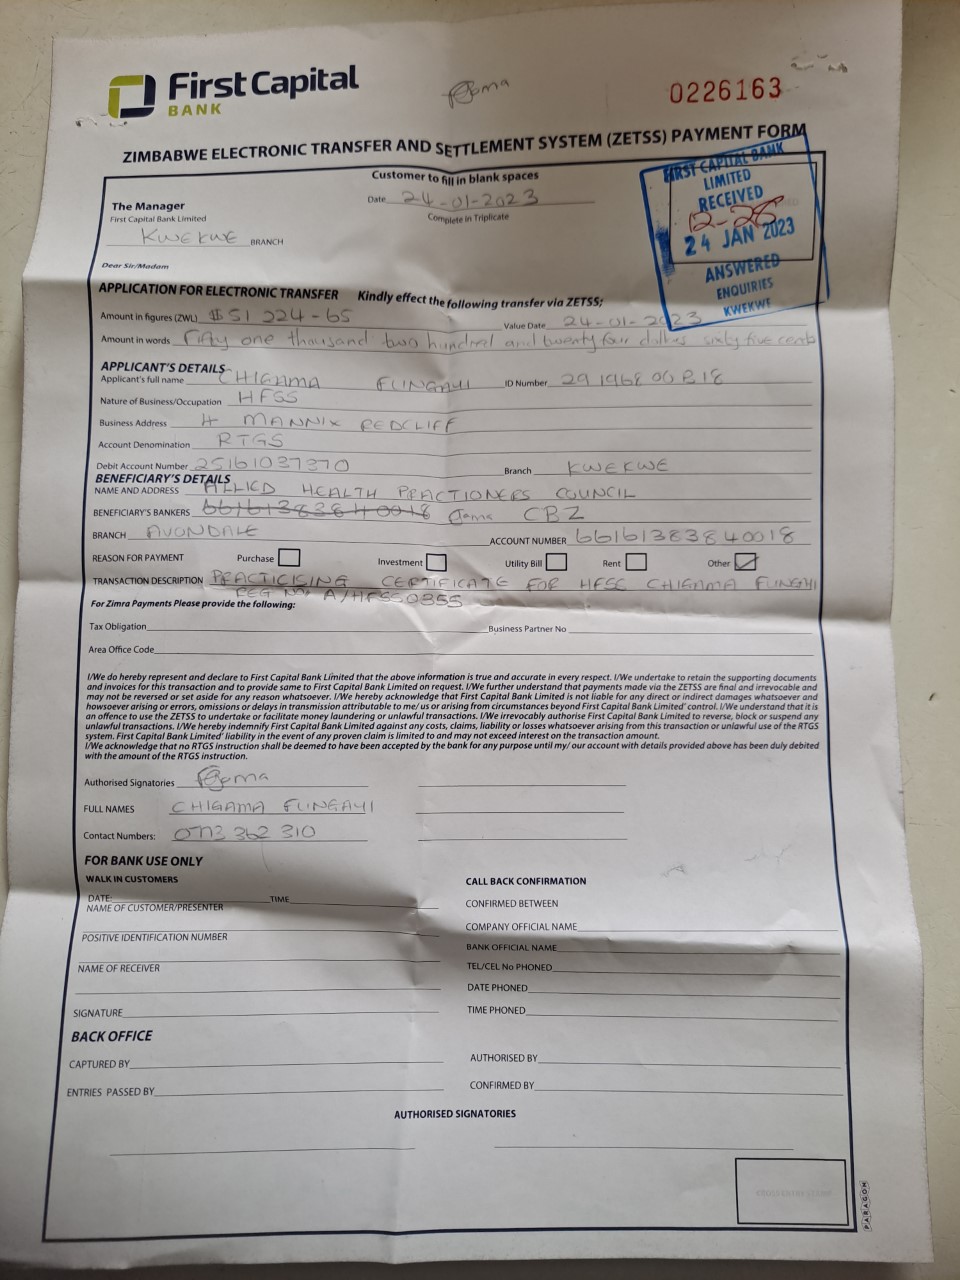 First Capital
BANK
0226163
ZIMBABWE ELECTRONIC TRANSFER AND SETTLEMENT SYSTEM (ZETSS) PAYMENT FORM
Customer to fill in blank spaces
Date 24-01-2023
Complete in Triplicate
The Manager
First Capital Bank Limited
KWEKWE BRANCH
FIRST CAPITAL BANK
LIMITED
RECEIVED
12-28
24 JAN 2023
ANSWERED
ENQUIRIES
KWEKWE
Dear Sir/Madam
APPLICATION FOR ELECTRONIC TRANSFER Kindly effect the following transfer via ZETSS;
Amount in figures (ZWL) $51 224-65 Value Date 24-01-2023
Amount in words Fifty one thousand two hundred and twenty four dollars sixty five cents
APPLICANT'S DETAILS
Applicant's full name CHIGAMA FUNGAYI ID Number 29 196800 B 18
Nature of Business/Occupation HFSS
Business Address 4 MANNIX REDCLIFF
Account Denomination RTGS
Debit Account Number 25161037370 Branch KWEKWE
BENEFICIARY'S DETAILS
NAME AND ADDRESS ALLIED HEALTH PRACTIONERS COUNCIL
BENEFICIARY'S BANKERS 66161383840018 CBZ
BRANCH AVONDALE ACCOUNT NUMBER 66161383840018
REASON FOR PAYMENT Purchase Investment Utility Bill Rent Other
TRANSACTION DESCRIPTION PRACTICISING CERTIFICATE FOR HFSC CHIGAMA FUNGAYI
REG NO A/HFSS0855
For Zimra Payments Please provide the following:
Tax Obligation Business Partner No
Area Office Code
I/We do hereby represent and declare to First Capital Bank Limited that the above information is true and accurate in every respect. I/We undertake to retain the supporting documents
and invoices for this transaction and to provide same to First Capital Bank Limited on request. I/We further understand that payments made via the ZETSS are final and irrevocable and
may not be reversed or set aside for any reason whatsoever. I/We hereby acknowledge that First Capital Bank Limited is not liable for any direct or indirect damages whatsoever and
howsoever arising or errors, omissions or delays in transmission attributable to me/ us or arising from circumstances beyond First Capital Bank Limited' control. I/We understand that it is
an offence to use the ZETSS to undertake or facilitate money laundering or unlawful transactions. I/We irrevocably authorise First Capital Bank Limited to reverse, block or suspend any
unlawful transactions. I/We hereby indemnify First Capital Bank Limited against any costs, claims, liability or losses whatsoever arising from this transaction or unlawful use of the RTGS
system. First Capital Bank Limited' liability in the event of any proven claim is limited to and may not exceed interest on the transaction amount.
I/We acknowledge that no RTGS instruction shall be deemed to have been accepted by the bank for any purpose until my/ our account with details provided above has been duly debited
with the amount of the RTGS instruction.
Authorised Signatories
FULL NAMES CHIGAMA FUNGAYI
Contact Numbers: 0773 362 310
FOR BANK USE ONLY
WALK IN CUSTOMERS CALL BACK CONFIRMATION
DATE: TIME
NAME OF CUSTOMER/PRESENTER CONFIRMED BETWEEN
COMPANY OFFICIAL NAME
POSITIVE IDENTIFICATION NUMBER BANK OFFICIAL NAME
NAME OF RECEIVER TEL/CEL No PHONED
DATE PHONED
SIGNATURE TIME PHONED
BACK OFFICE
CAPTURED BY AUTHORISED BY
ENTRIES PASSED BY CONFIRMED BY
AUTHORISED SIGNATORIES
PARAGON